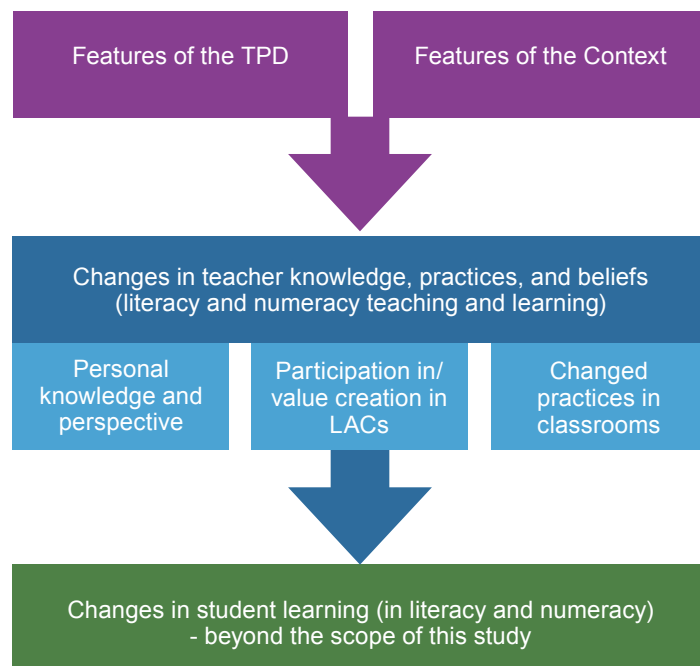 Features of the TPD
Features of the Context
Changes in teacher knowledge, practices, and beliefs
(literacy and numeracy teaching and learning)
Personal
knowledge and
perspective
Participation in/
value creation in
LACs
Changed
practices in
classrooms
Changes in student learning (in literacy and numeracy)
- beyond the scope of this study